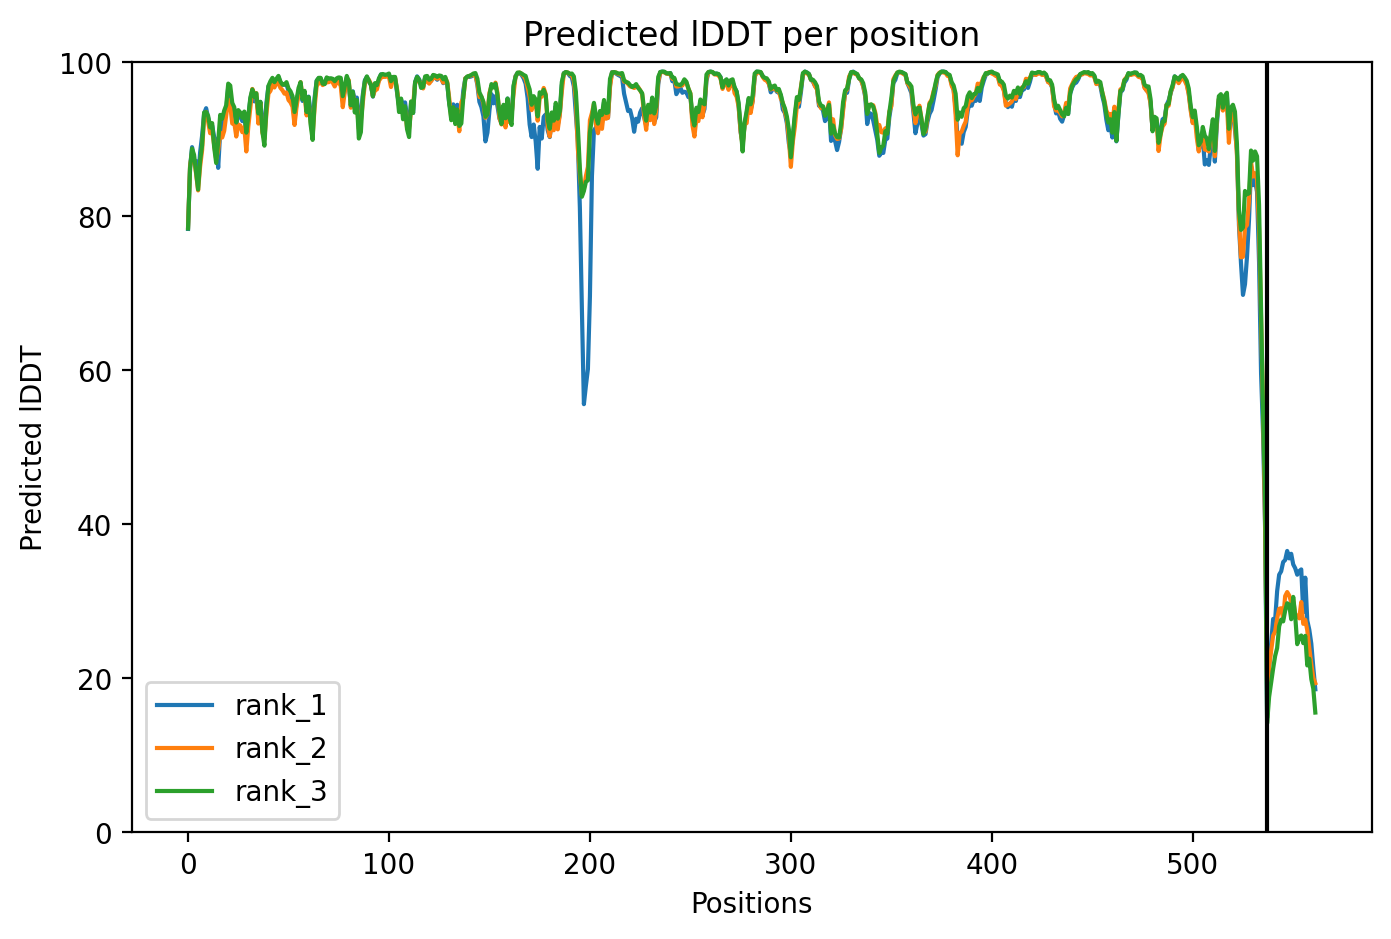 Predicted lDDT per position
100
80
60
40
20
0
Predicted lDDT
rank_1
rank_2
rank_3
0 100 200 300 400 500
Positions